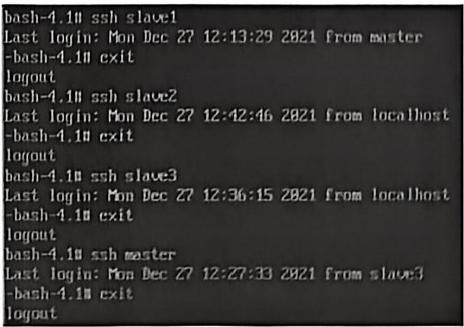 bash-4.1# ssh slave1
Last login: Mon Dec 27 12:13:29 2021 from master
-bash-4.1# exit
logout
bash-4.1# ssh slave2
Last login: Mon Dec 27 12:42:46 2021 from localhost
-bash-4.1# exit
logout
bash-4.1# ssh slave3
Last login: Mon Dec 27 12:36:15 2021 from localhost
-bash-4.1# exit
logout
bash-4.1# ssh master
Last login: Mon Dec 27 12:27:33 2021 from slave3
-bash-4.1# exit
logout